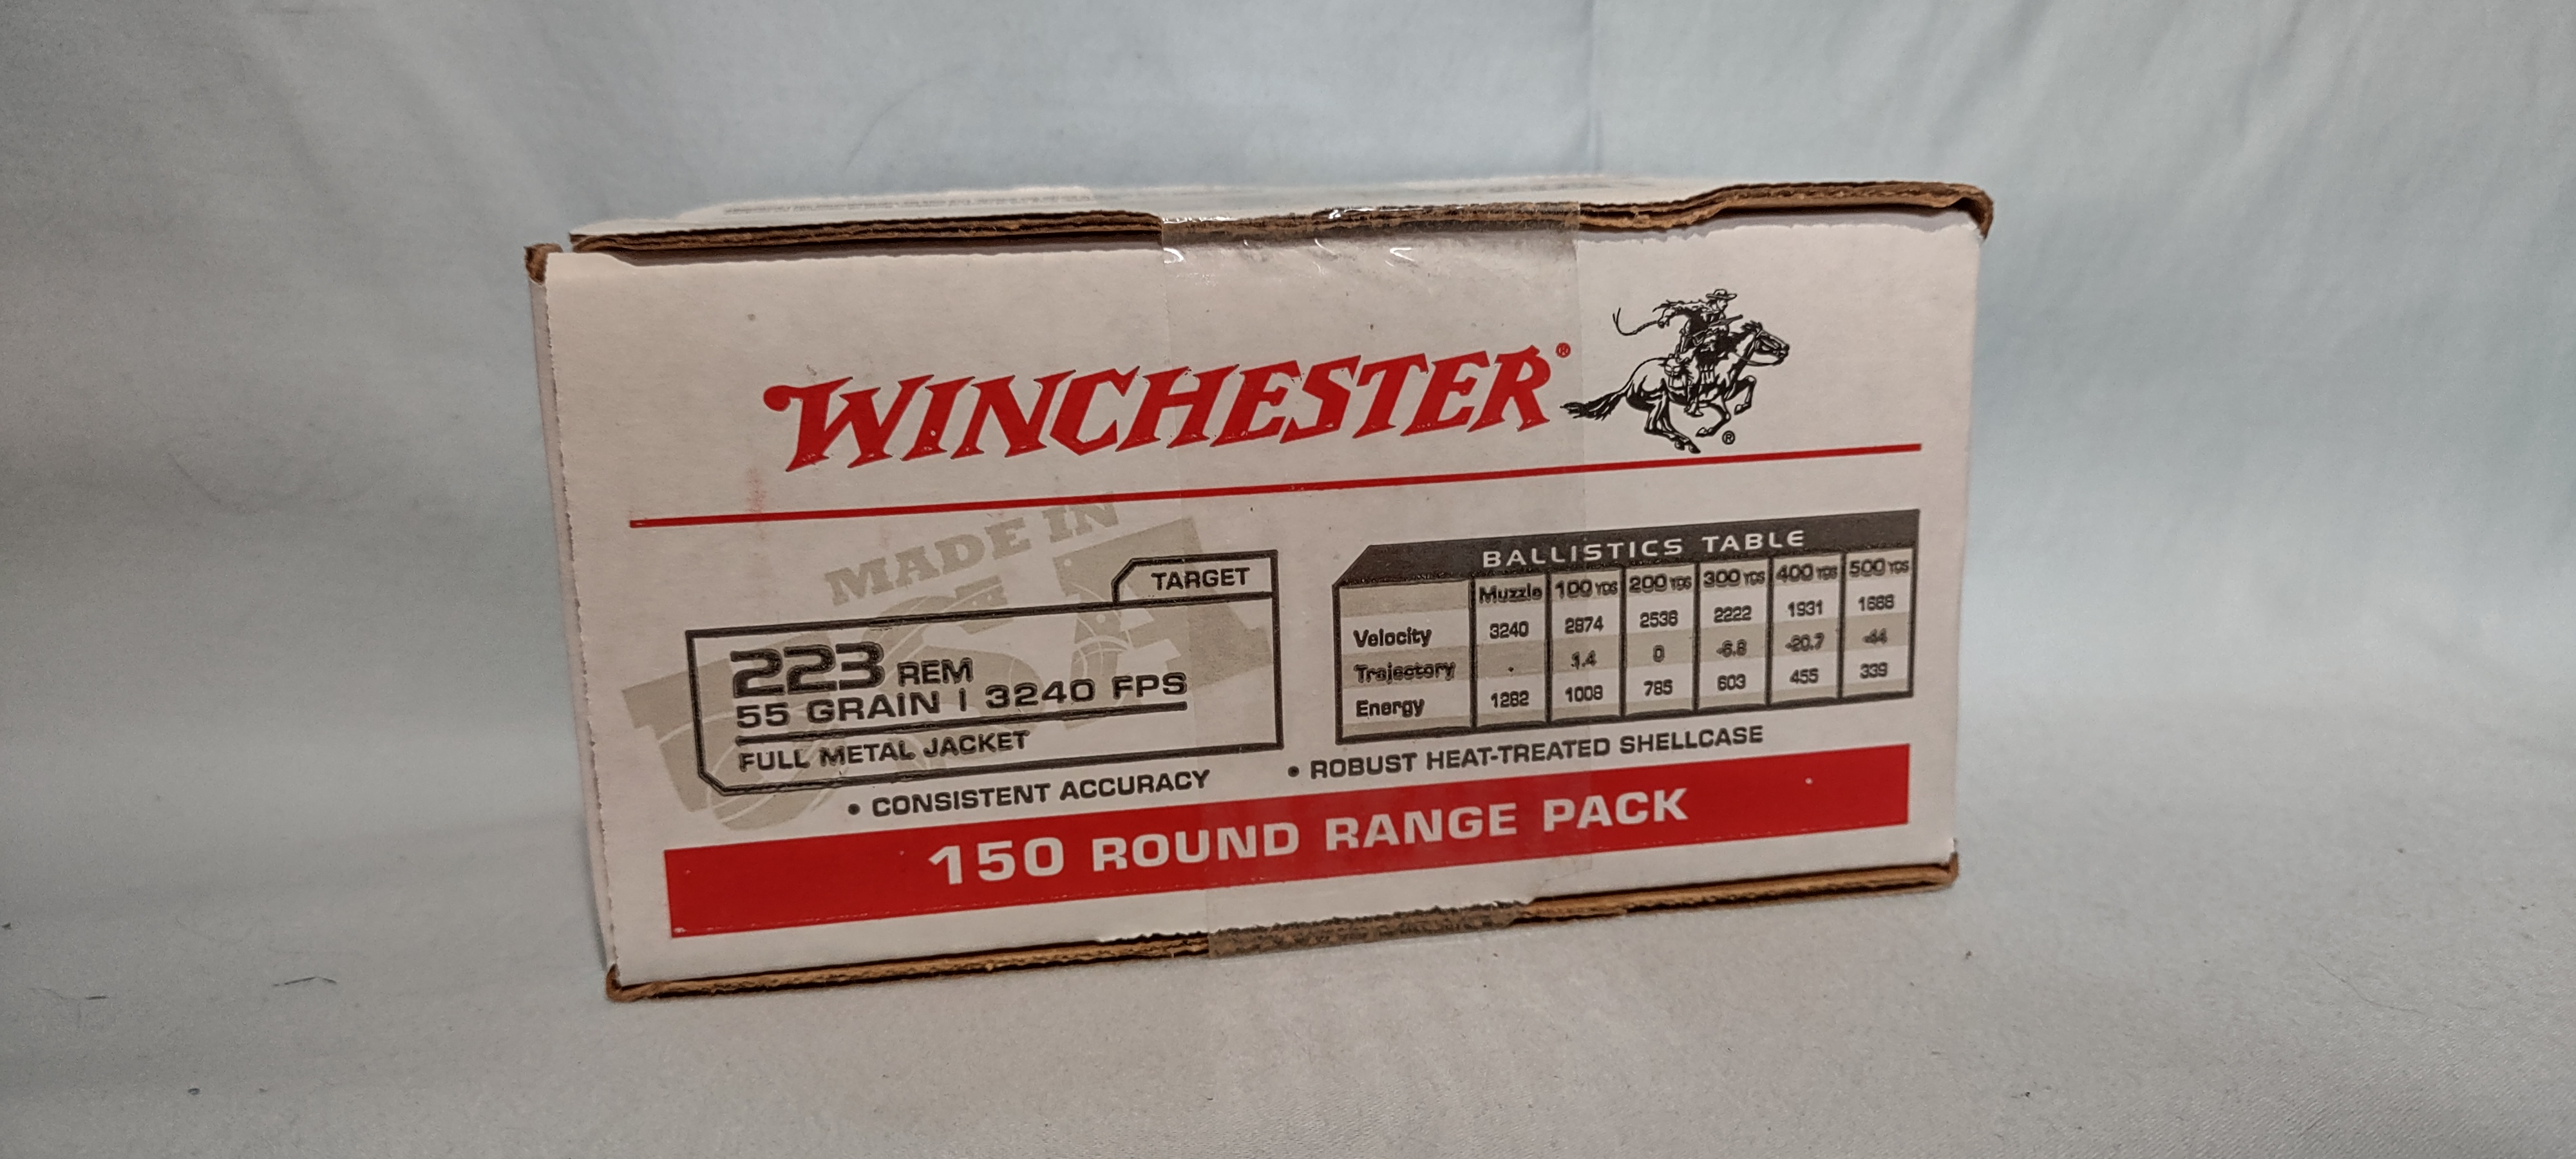 WINCHESTER®
®
MADE IN
USA
TARGET
223 REM
55 GRAIN | 3240 FPS
FULL METAL JACKET
BALLISTICS TABLE
Muzzle 100 YDS 200 YDS 300 YDS 400 YDS 500 YDS
Velocity 3240 2874 2536 2222 1931 1666
Trajectory - 1.4 0 -6.8 -20.7 -44
Energy 1282 1008 785 603 455 339
• CONSISTENT ACCURACY • ROBUST HEAT-TREATED SHELLCASE
150 ROUND RANGE PACK